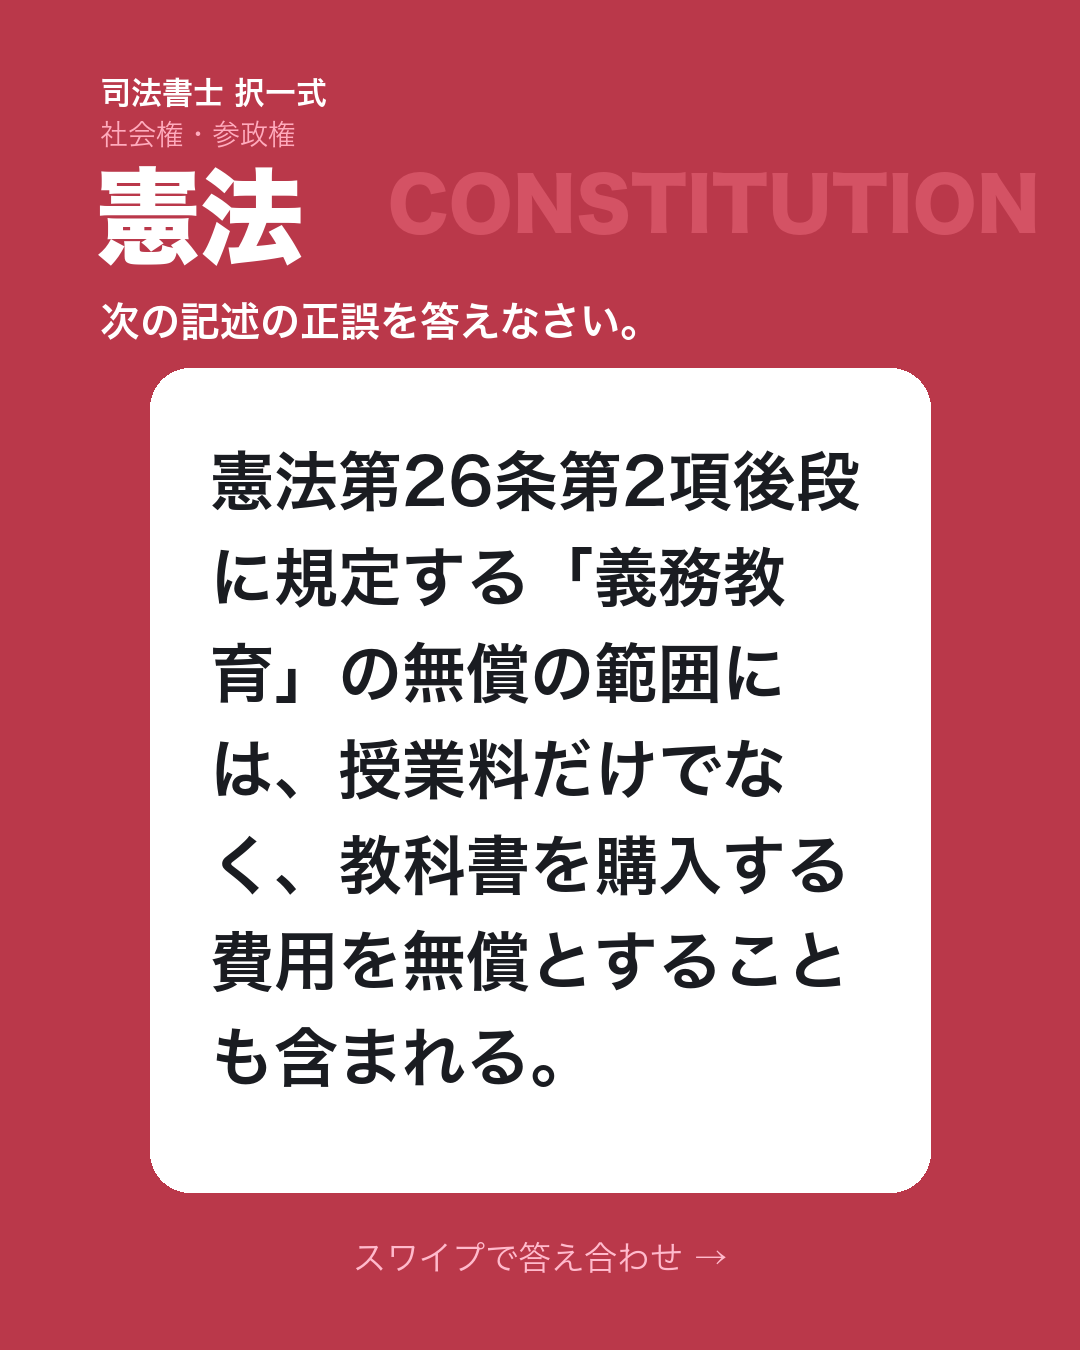 司法書士 択一式
社会権・参政権
憲法
CONSTITUTION
次の記述の正誤を答えなさい。
憲法第26条第2項後段
に規定する「義務教
育」の無償の範囲に
は、授業料だけでな
く、教科書を購入する
費用を無償とすること
も含まれる。
スワイプで答え合わせ →